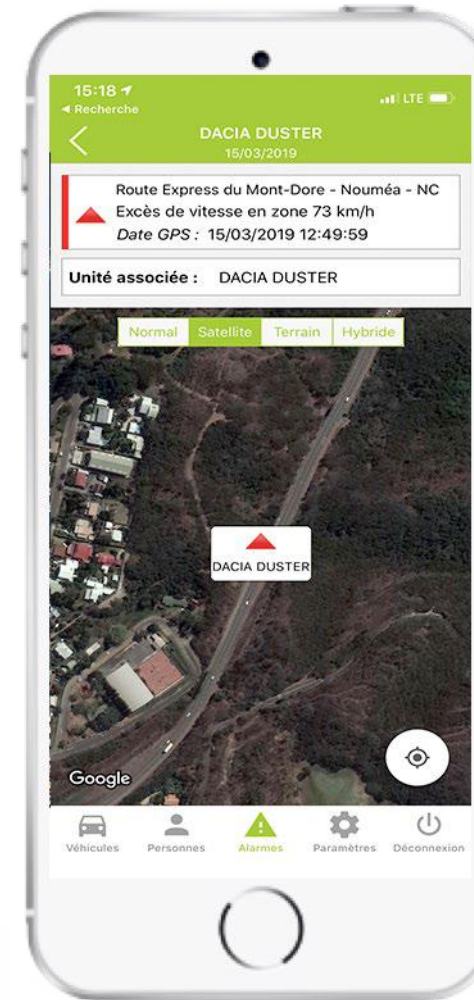 15:18
LTE
◀ Recherche
DACIA DUSTER
15/03/2019
Route Express du Mont-Dore - Nouméa - NC
Excès de vitesse en zone 73 km/h
Date GPS : 15/03/2019 12:49:59
Unité associée : DACIA DUSTER
Normal Satellite Terrain Hybride
DACIA DUSTER
Google
Véhicules Personnes Alarmes Paramètres Déconnexion